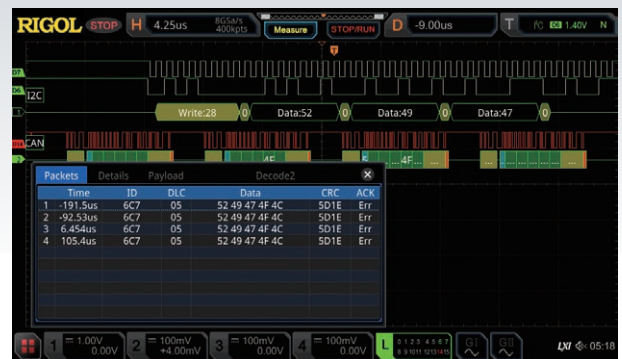 RIGOL STOP H 4.25us 8GSa/s 400kpts Measure STOP/RUN D -9.00us T I²C D8 1.40V N
T
D7
D6 I2C
Write:28 0 Data:52 0 Data:49 0 Data:47 0
CAN
4F 4F ... ...
Packets Details Payload Decode2
Time ID DLC Data CRC ACK
1 -191.5us 6C7 05 52 49 47 4F 4C 5D1E Err
2 -92.53us 6C7 05 52 49 47 4F 4C 5D1E Err
3 6.454us 6C7 05 52 49 47 4F 4C 5D1E Err
4 105.4us 6C7 05 52 49 47 4F 4C 5D1E Err
1 1.00V 0.00V 2 100mV +4.00mV 3 100mV 0.00V 4 100mV 0.00V L 0 1 2 3 4 5 6 7 8 9 10 11 12 13 14 15 GI GII LXI 05:18